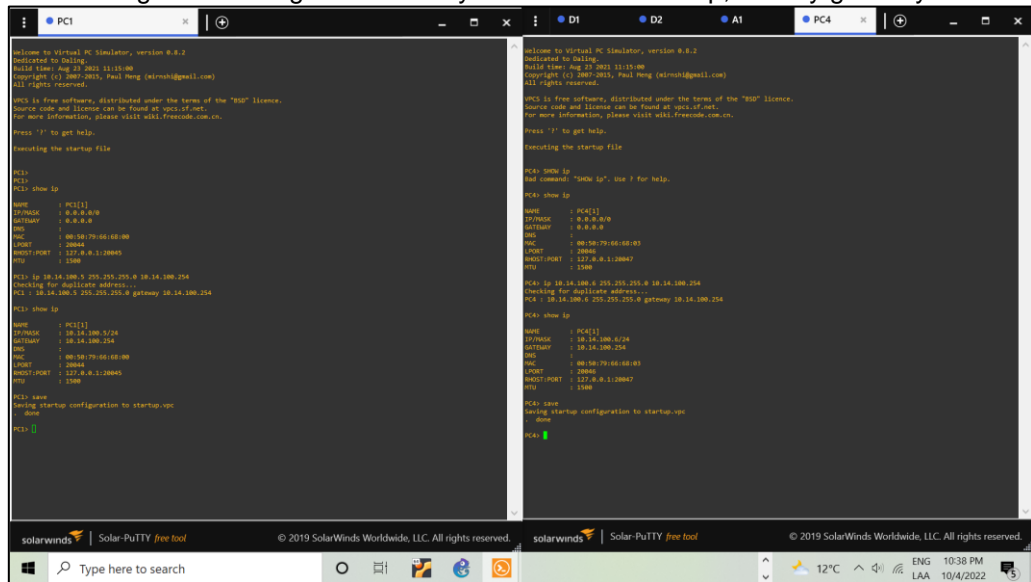 PC1
Welcome to Virtual PC Simulator, version 0.8.2
Dedicated to Daling.
Build time: Aug 23 2021 11:15:00
Copyright (c) 2007-2015, Paul Meng (mirnshi@gmail.com)
All rights reserved.
VPCS is free software, distributed under the terms of the "BSD" licence.
Source code and license can be found at vpcs.sf.net.
For more information, please visit wiki.freecode.com.cn.
Press '?' to get help.
Executing the startup file
PC1>
PC1>
PC1> show ip
NAME : PC1[1]
IP/MASK : 0.0.0.0/0
GATEWAY : 0.0.0.0
DNS :
MAC : 00:50:79:66:68:00
LPORT : 20044
RHOST:PORT : 127.0.0.1:20045
MTU : 1500
PC1> ip 10.14.100.5 255.255.255.0 10.14.100.254
Checking for duplicate address...
PC1 : 10.14.100.5 255.255.255.0 gateway 10.14.100.254
PC1> show ip
NAME : PC1[1]
IP/MASK : 10.14.100.5/24
GATEWAY : 10.14.100.254
DNS :
MAC : 00:50:79:66:68:00
LPORT : 20044
RHOST:PORT : 127.0.0.1:20045
MTU : 1500
PC1> save
Saving startup configuration to startup.vpc
. done
PC1>
solarwinds | Solar-PuTTY free tool © 2019 SolarWinds Worldwide, LLC. All rights reserved.
Type here to search
D1 D2 A1 PC4
Welcome to Virtual PC Simulator, version 0.8.2
Dedicated to Daling.
Build time: Aug 23 2021 11:15:00
Copyright (c) 2007-2015, Paul Meng (mirnshi@gmail.com)
All rights reserved.
VPCS is free software, distributed under the terms of the "BSD" licence.
Source code and license can be found at vpcs.sf.net.
For more information, please visit wiki.freecode.com.cn.
Press '?' to get help.
Executing the startup file
PC4> SHOW ip
Bad command: "SHOW ip". Use ? for help.
PC4> show ip
NAME : PC4[1]
IP/MASK : 0.0.0.0/0
GATEWAY : 0.0.0.0
DNS :
MAC : 00:50:79:66:68:03
LPORT : 20046
RHOST:PORT : 127.0.0.1:20047
MTU : 1500
PC4> ip 10.14.100.6 255.255.255.0 10.14.100.254
Checking for duplicate address...
PC4 : 10.14.100.6 255.255.255.0 gateway 10.14.100.254
PC4> show ip
NAME : PC4[1]
IP/MASK : 10.14.100.6/24
GATEWAY : 10.14.100.254
DNS :
MAC : 00:50:79:66:68:03
LPORT : 20046
RHOST:PORT : 127.0.0.1:20047
MTU : 1500
PC4> save
Saving startup configuration to startup.vpc
. done
PC4>
solarwinds | Solar-PuTTY free tool © 2019 SolarWinds Worldwide, LLC. All rights reserved.
12°C ENG 10:38 PM
LAA 10/4/2022
5